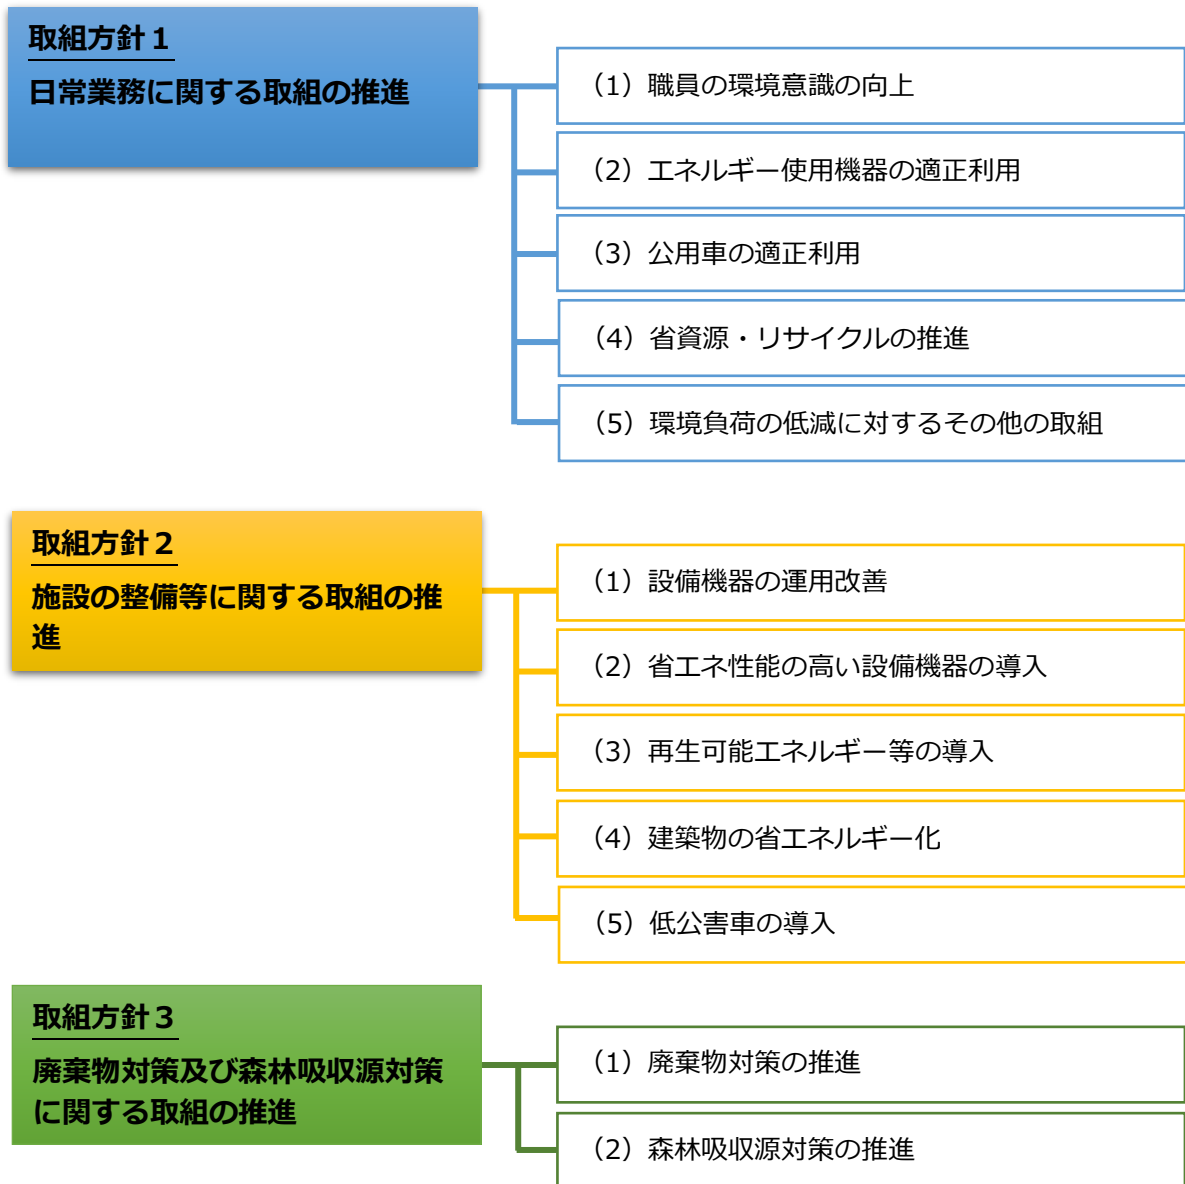 取組方針１
日常業務に関する取組の推進
（1）職員の環境意識の向上
（2）エネルギー使用機器の適正利用
（3）公用車の適正利用
（4）省資源・リサイクルの推進
（5）環境負荷の低減に対するその他の取組
取組方針２
施設の整備等に関する取組の推
進
（1）設備機器の運用改善
（2）省エネ性能の高い設備機器の導入
（3）再生可能エネルギー等の導入
（4）建築物の省エネルギー化
（5）低公害車の導入
取組方針３
廃棄物対策及び森林吸収源対策
に関する取組の推進
（1）廃棄物対策の推進
（2）森林吸収源対策の推進